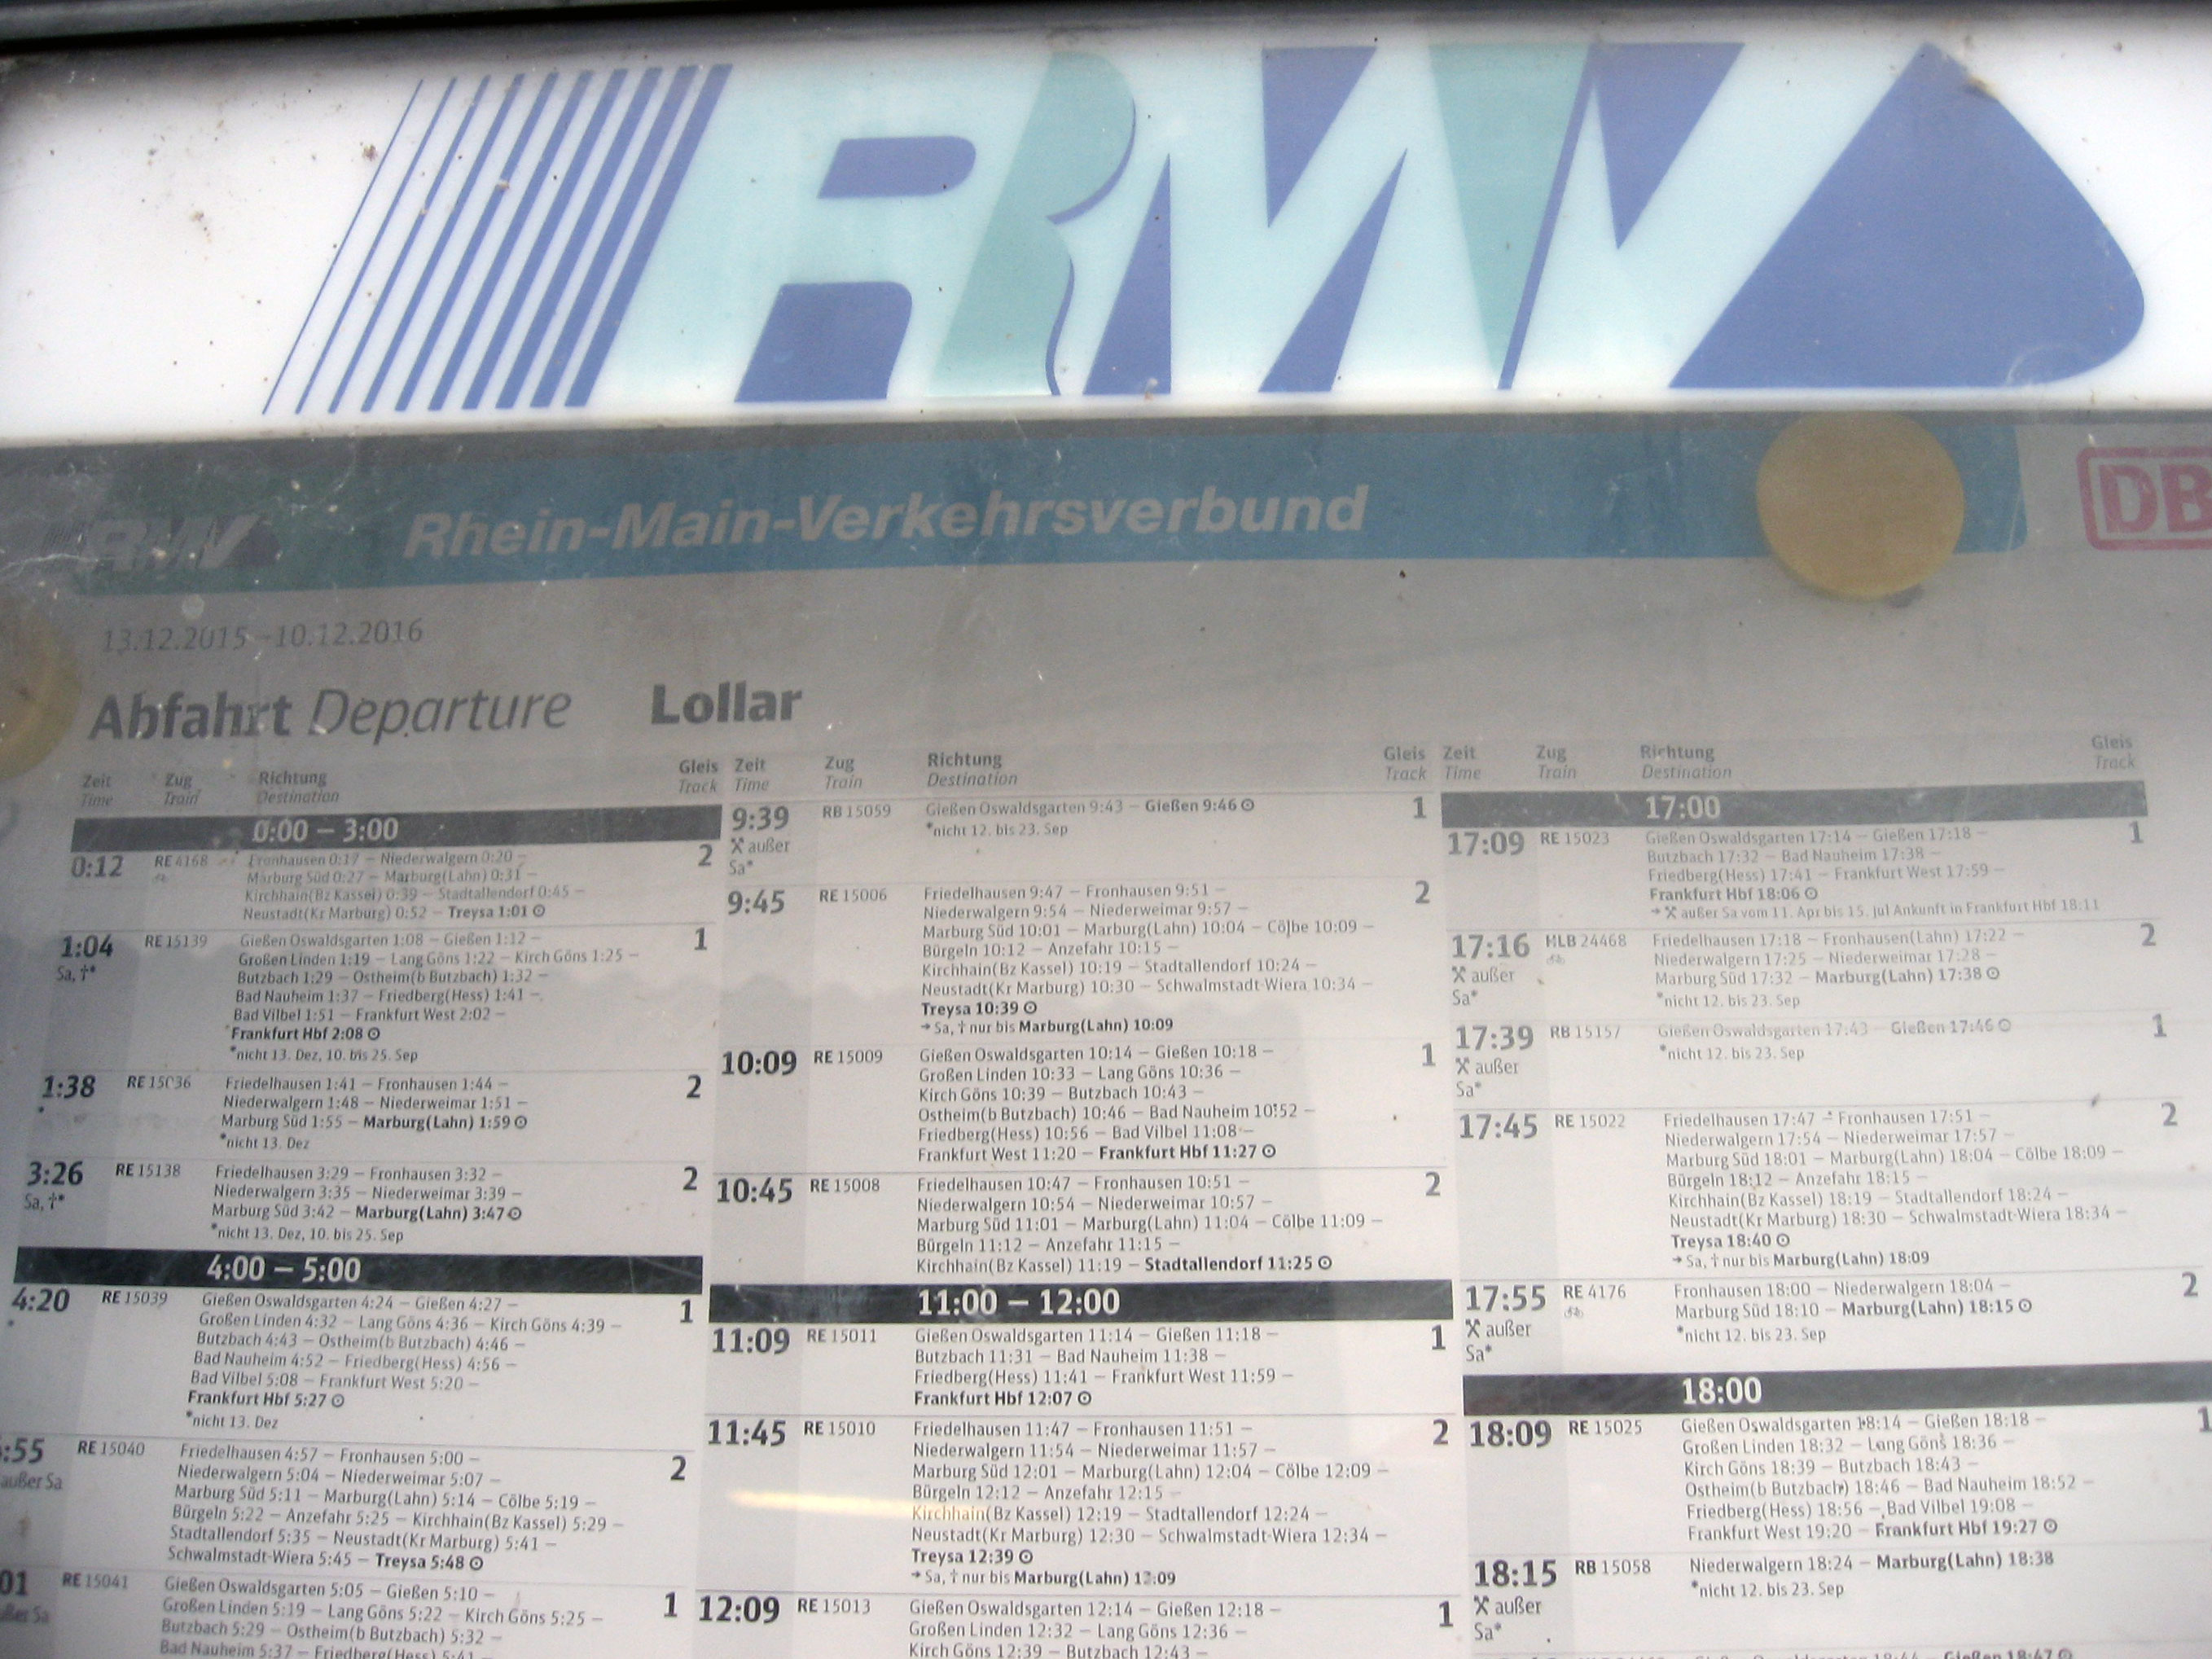 RMV
RMV Rhein-Main-Verkehrsverbund
DB
13.12.2015 -10.12.2016
Abfahrt Departure Lollar
Zeit Zug Richtung Gleis
Time Train Destination Track
0:00 – 3:00
0:12 RE 4168 Fronhausen 0:17 – Niederwalgern 0:20 – 2
Marburg Süd 0:27 – Marburg(Lahn) 0:31 –
Kirchhain(Bz Kassel) 0:39 – Stadtallendorf 0:45 –
Neustadt(Kr Marburg) 0:52 – Treysa 1:01
1:04 RE 15139 Gießen Oswaldsgarten 1:08 – Gießen 1:12 – 1
Sa, †* Großen Linden 1:19 – Lang Göns 1:22 – Kirch Göns 1:25 –
Butzbach 1:29 – Ostheim(b Butzbach) 1:32 –
Bad Nauheim 1:37 – Friedberg(Hess) 1:41 –
Bad Vilbel 1:51 – Frankfurt West 2:02 –
Frankfurt Hbf 2:08
*nicht 13. Dez, 10. bis 25. Sep
1:38 RE 15036 Friedelhausen 1:41 – Fronhausen 1:44 – 2
* Niederwalgern 1:48 – Niederweimar 1:51 –
Marburg Süd 1:55 – Marburg(Lahn) 1:59
*nicht 13. Dez
3:26 RE 15138 Friedelhausen 3:29 – Fronhausen 3:32 – 2
Sa, †* Niederwalgern 3:35 – Niederweimar 3:39 –
Marburg Süd 3:42 – Marburg(Lahn) 3:47
*nicht 13. Dez, 10. bis 25. Sep
4:00 – 5:00
4:20 RE 15039 Gießen Oswaldsgarten 4:24 – Gießen 4:27 – 1
* Großen Linden 4:32 – Lang Göns 4:36 – Kirch Göns 4:39 –
Butzbach 4:43 – Ostheim(b Butzbach) 4:46 –
Bad Nauheim 4:52 – Friedberg(Hess) 4:56 –
Bad Vilbel 5:08 – Frankfurt West 5:20 –
Frankfurt Hbf 5:27
*nicht 13. Dez
:55 RE 15040 Friedelhausen 4:57 – Fronhausen 5:00 – 2
außer Sa Niederwalgern 5:04 – Niederweimar 5:07 –
Marburg Süd 5:11 – Marburg(Lahn) 5:14 – Cölbe 5:19 –
Bürgeln 5:22 – Anzefahr 5:25 – Kirchhain(Bz Kassel) 5:29 –
Stadtallendorf 5:35 – Neustadt(Kr Marburg) 5:41 –
Schwalmstadt-Wiera 5:45 – Treysa 5:48
01 RE 15041 Gießen Oswaldsgarten 5:05 – Gießen 5:10 – 1
ßer Sa Großen Linden 5:19 – Lang Göns 5:22 – Kirch Göns 5:25 –
Butzbach 5:29 – Ostheim(b Butzbach) 5:32 –
Bad Nauheim 5:37 – Friedberg(Hess) 5:41 –
Zeit Zug Richtung Gleis
Time Train Destination Track
9:39 RB 15059 Gießen Oswaldsgarten 9:43 – Gießen 9:46 1
⚒ außer *nicht 12. bis 23. Sep
Sa*
9:45 RE 15006 Friedelhausen 9:47 – Fronhausen 9:51 – 2
Niederwalgern 9:54 – Niederweimar 9:57 –
Marburg Süd 10:01 – Marburg(Lahn) 10:04 – Cölbe 10:09 –
Bürgeln 10:12 – Anzefahr 10:15 –
Kirchhain(Bz Kassel) 10:19 – Stadtallendorf 10:24 –
Neustadt(Kr Marburg) 10:30 – Schwalmstadt-Wiera 10:34 –
Treysa 10:39
→ Sa, † nur bis Marburg(Lahn) 10:09
10:09 RE 15009 Gießen Oswaldsgarten 10:14 – Gießen 10:18 – 1
Großen Linden 10:33 – Lang Göns 10:36 –
Kirch Göns 10:39 – Butzbach 10:43 –
Ostheim(b Butzbach) 10:46 – Bad Nauheim 10:52 –
Friedberg(Hess) 10:56 – Bad Vilbel 11:08 –
Frankfurt West 11:20 – Frankfurt Hbf 11:27
10:45 RE 15008 Friedelhausen 10:47 – Fronhausen 10:51 – 2
Niederwalgern 10:54 – Niederweimar 10:57 –
Marburg Süd 11:01 – Marburg(Lahn) 11:04 – Cölbe 11:09 –
Bürgeln 11:12 – Anzefahr 11:15 –
Kirchhain(Bz Kassel) 11:19 – Stadtallendorf 11:25
11:00 – 12:00
11:09 RE 15011 Gießen Oswaldsgarten 11:14 – Gießen 11:18 – 1
Butzbach 11:31 – Bad Nauheim 11:38 –
Friedberg(Hess) 11:41 – Frankfurt West 11:59 –
Frankfurt Hbf 12:07
11:45 RE 15010 Friedelhausen 11:47 – Fronhausen 11:51 – 2
Niederwalgern 11:54 – Niederweimar 11:57 –
Marburg Süd 12:01 – Marburg(Lahn) 12:04 – Cölbe 12:09 –
Bürgeln 12:12 – Anzefahr 12:15 –
Kirchhain(Bz Kassel) 12:19 – Stadtallendorf 12:24 –
Neustadt(Kr Marburg) 12:30 – Schwalmstadt-Wiera 12:34 –
Treysa 12:39
→ Sa, † nur bis Marburg(Lahn) 12:09
12:09 RE 15013 Gießen Oswaldsgarten 12:14 – Gießen 12:18 – 1
Großen Linden 12:32 – Lang Göns 12:36 –
Kirch Göns 12:39 – Butzbach 12:43 –
Zeit Zug Richtung Gleis
Time Train Destination Track
17:00
17:09 RE 15023 Gießen Oswaldsgarten 17:14 – Gießen 17:18 – 1
Butzbach 17:32 – Bad Nauheim 17:38 –
Friedberg(Hess) 17:41 – Frankfurt West 17:59 –
Frankfurt Hbf 18:06
→ ⚒ außer Sa vom 11. Apr bis 15. Jul Ankunft in Frankfurt Hbf 18:11
17:16 HLB 24468 Friedelhausen 17:18 – Fronhausen(Lahn) 17:22 – 2
⚒ außer Niederwalgern 17:25 – Niederweimar 17:28 –
Sa* Marburg Süd 17:32 – Marburg(Lahn) 17:38
*nicht 12. bis 23. Sep
17:39 RB 15157 Gießen Oswaldsgarten 17:43 – Gießen 17:46 1
⚒ außer *nicht 12. bis 23. Sep
Sa*
17:45 RE 15022 Friedelhausen 17:47 – Fronhausen 17:51 – 2
Niederwalgern 17:54 – Niederweimar 17:57 –
Marburg Süd 18:01 – Marburg(Lahn) 18:04 – Cölbe 18:09 –
Bürgeln 18:12 – Anzefahr 18:15 –
Kirchhain(Bz Kassel) 18:19 – Stadtallendorf 18:24 –
Neustadt(Kr Marburg) 18:30 – Schwalmstadt-Wiera 18:34 –
Treysa 18:40
→ Sa, † nur bis Marburg(Lahn) 18:09
17:55 RE 4176 Fronhausen 18:00 – Niederwalgern 18:04 – 2
⚒ außer Marburg Süd 18:10 – Marburg(Lahn) 18:15
Sa* *nicht 12. bis 23. Sep
18:00
18:09 RE 15025 Gießen Oswaldsgarten 18:14 – Gießen 18:18 – 1
Großen Linden 18:32 – Lang Göns 18:36 –
Kirch Göns 18:39 – Butzbach 18:43 –
Ostheim(b Butzbach) 18:46 – Bad Nauheim 18:52 –
Friedberg(Hess) 18:56 – Bad Vilbel 19:08 –
Frankfurt West 19:20 – Frankfurt Hbf 19:27
18:15 RB 15058 Niederwalgern 18:24 – Marburg(Lahn) 18:38
⚒ außer *nicht 12. bis 23. Sep
Sa*